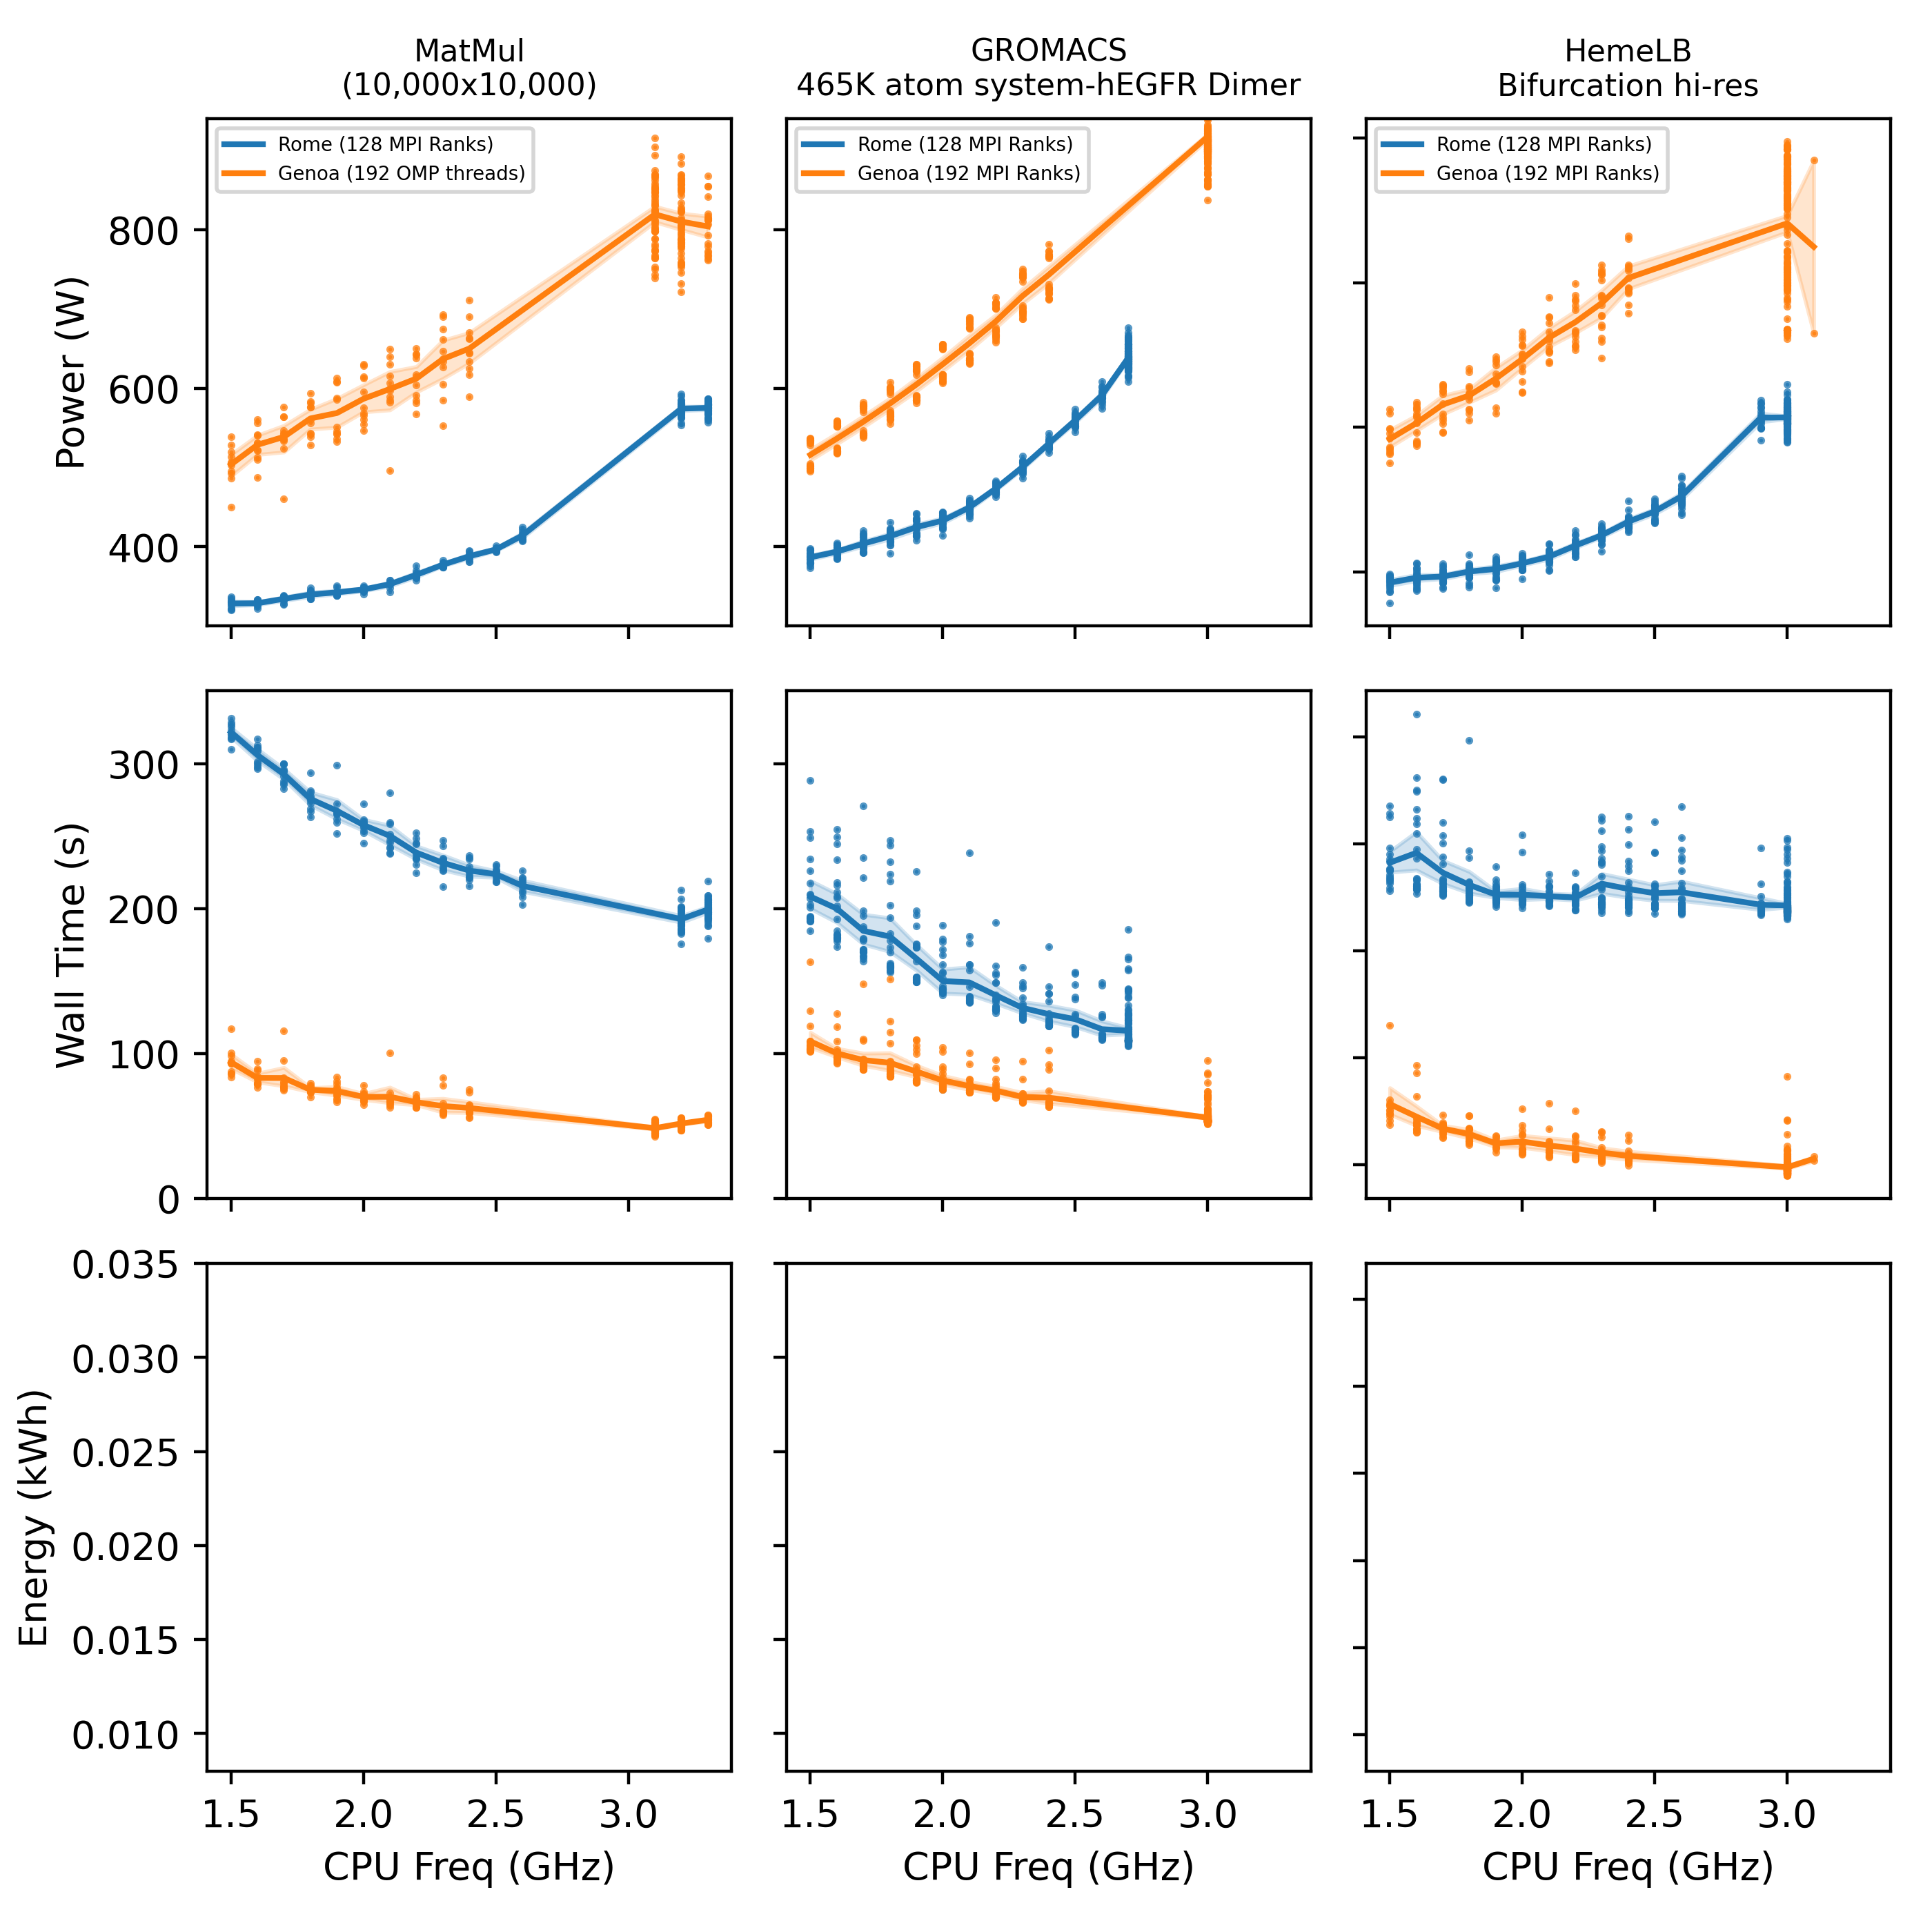 MatMul
(10,000x10,000)
GROMACS
465K atom system-hEGFR Dimer
HemeLB
Bifurcation hi-res
Rome (128 MPI Ranks)
Genoa (192 OMP threads)
Rome (128 MPI Ranks)
Genoa (192 MPI Ranks)
Rome (128 MPI Ranks)
Genoa (192 MPI Ranks)
Power (W)
800
600
400
Wall Time (s)
300
200
100
0
Energy (kWh)
0.035
0.030
0.025
0.020
0.015
0.010
1.5 2.0 2.5 3.0
1.5 2.0 2.5 3.0
1.5 2.0 2.5 3.0
CPU Freq (GHz)
CPU Freq (GHz)
CPU Freq (GHz)